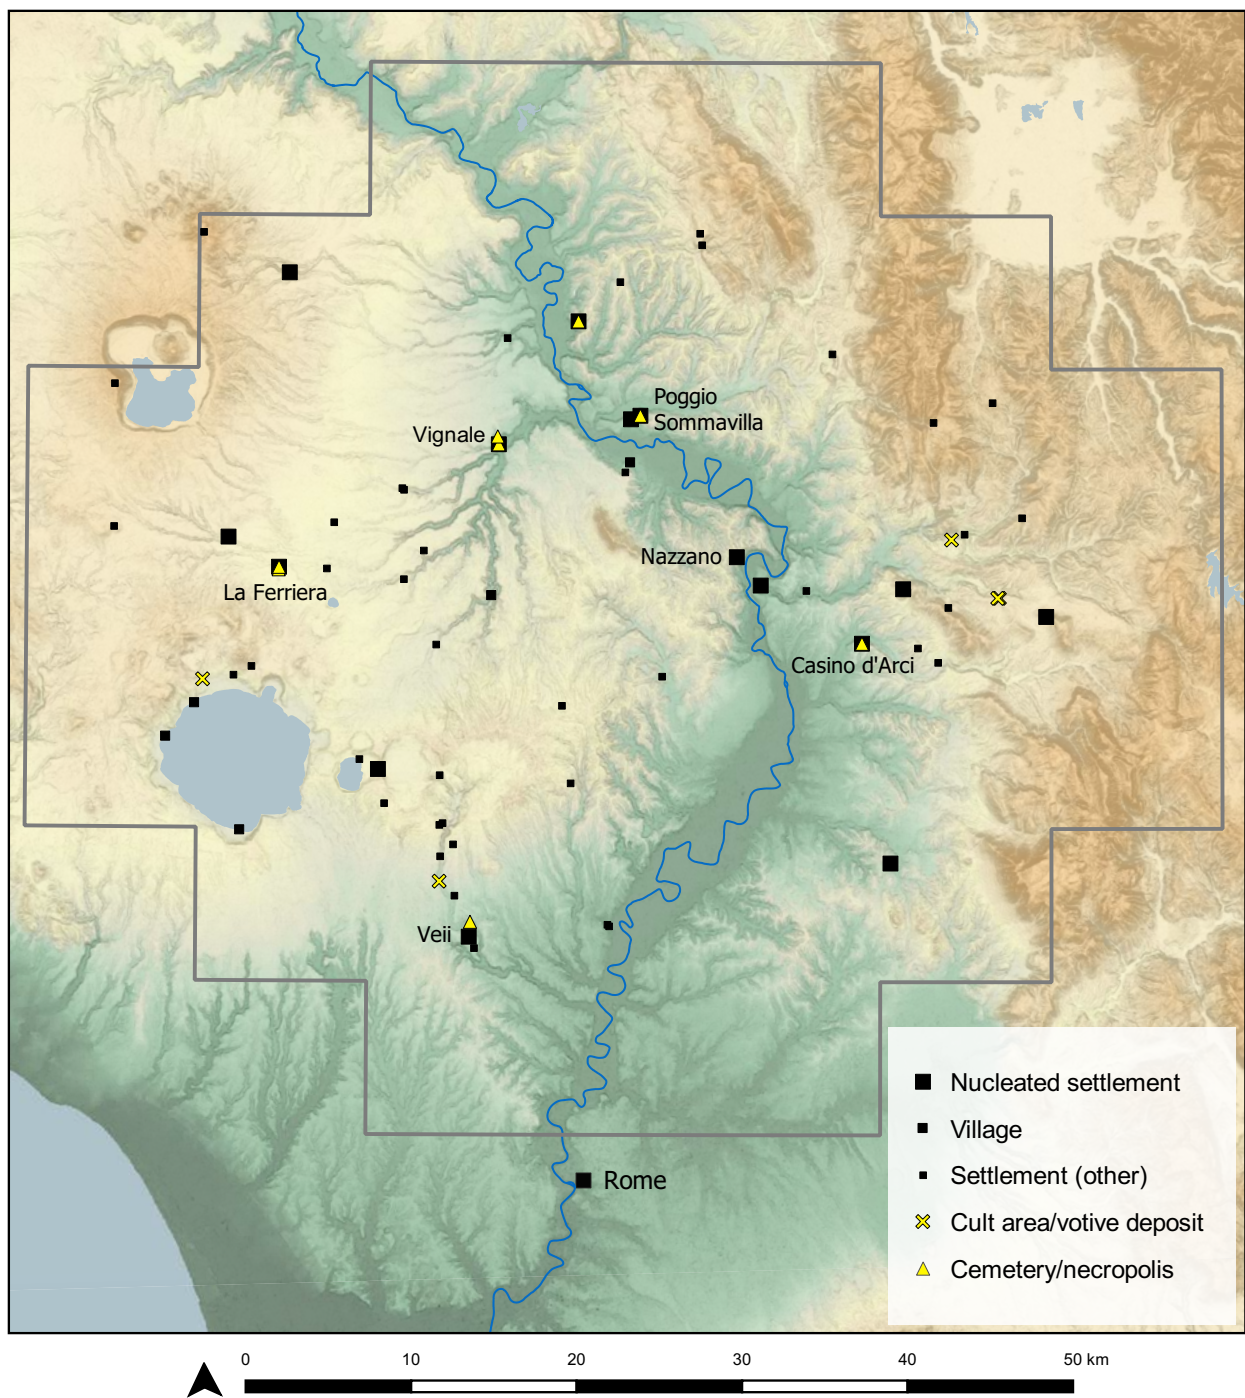 Poggio
Sommavilla
Vignale
Nazzano
La Ferriera
Casino d'Arci
Veii
Rome
Nucleated settlement
Village
Settlement (other)
Cult area/votive deposit
Cemetery/necropolis
0 10 20 30 40 50 km